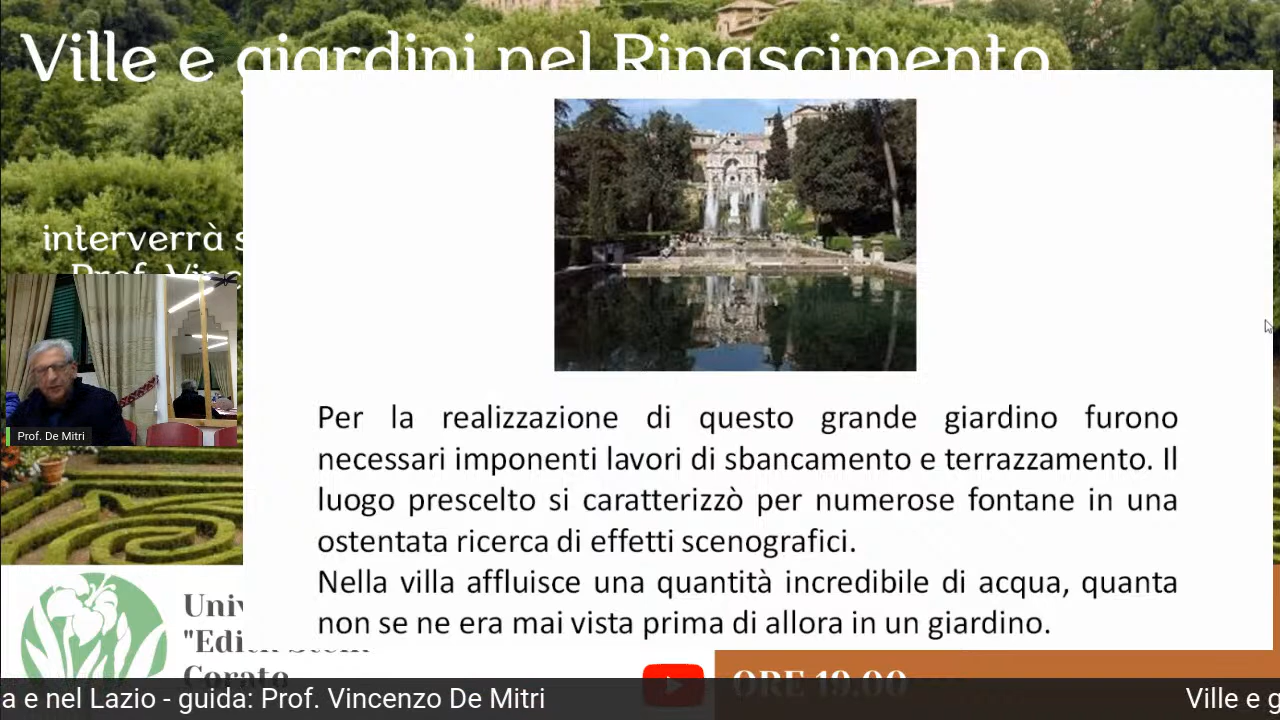 Ville e giardini nel Rinascimento
interverrà s
Prof. Vinc
Prof. De Mitri
Per la realizzazione di questo grande giardino furono
necessari imponenti lavori di sbancamento e terrazzamento. Il
luogo prescelto si caratterizzò per numerose fontane in una
ostentata ricerca di effetti scenografici.
Nella villa affluisce una quantità incredibile di acqua, quanta
non se ne era mai vista prima di allora in un giardino.
Univ
"Edith Stein"
Corato
ORE 19.00
a e nel Lazio - guida: Prof. Vincenzo De Mitri
Ville e g